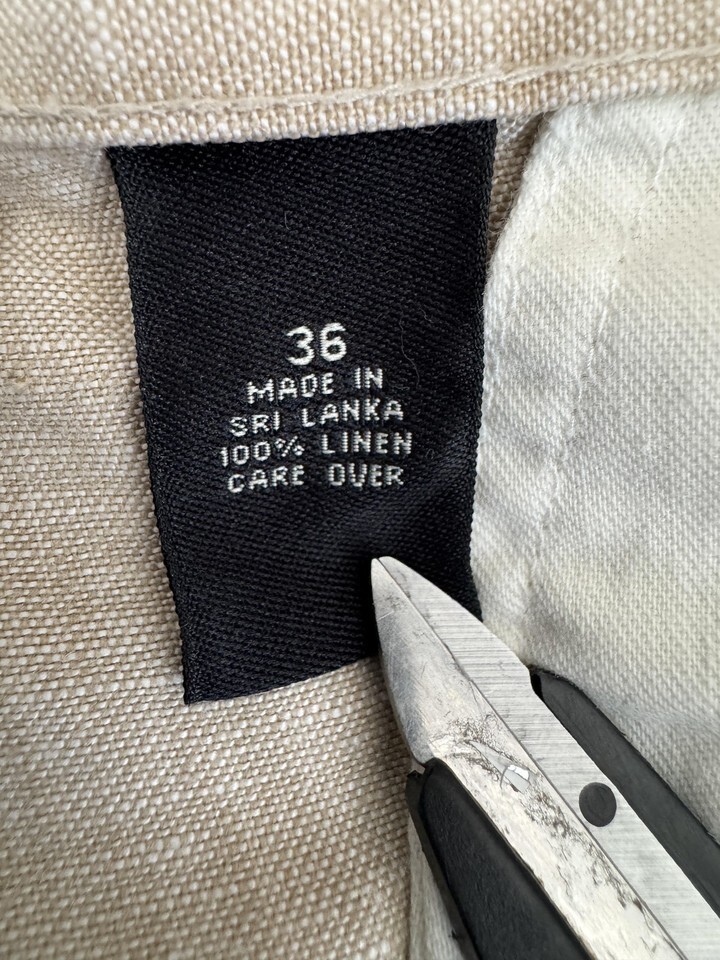 36
MADE IN
SRI LANKA
100% LINEN
CARE OVER